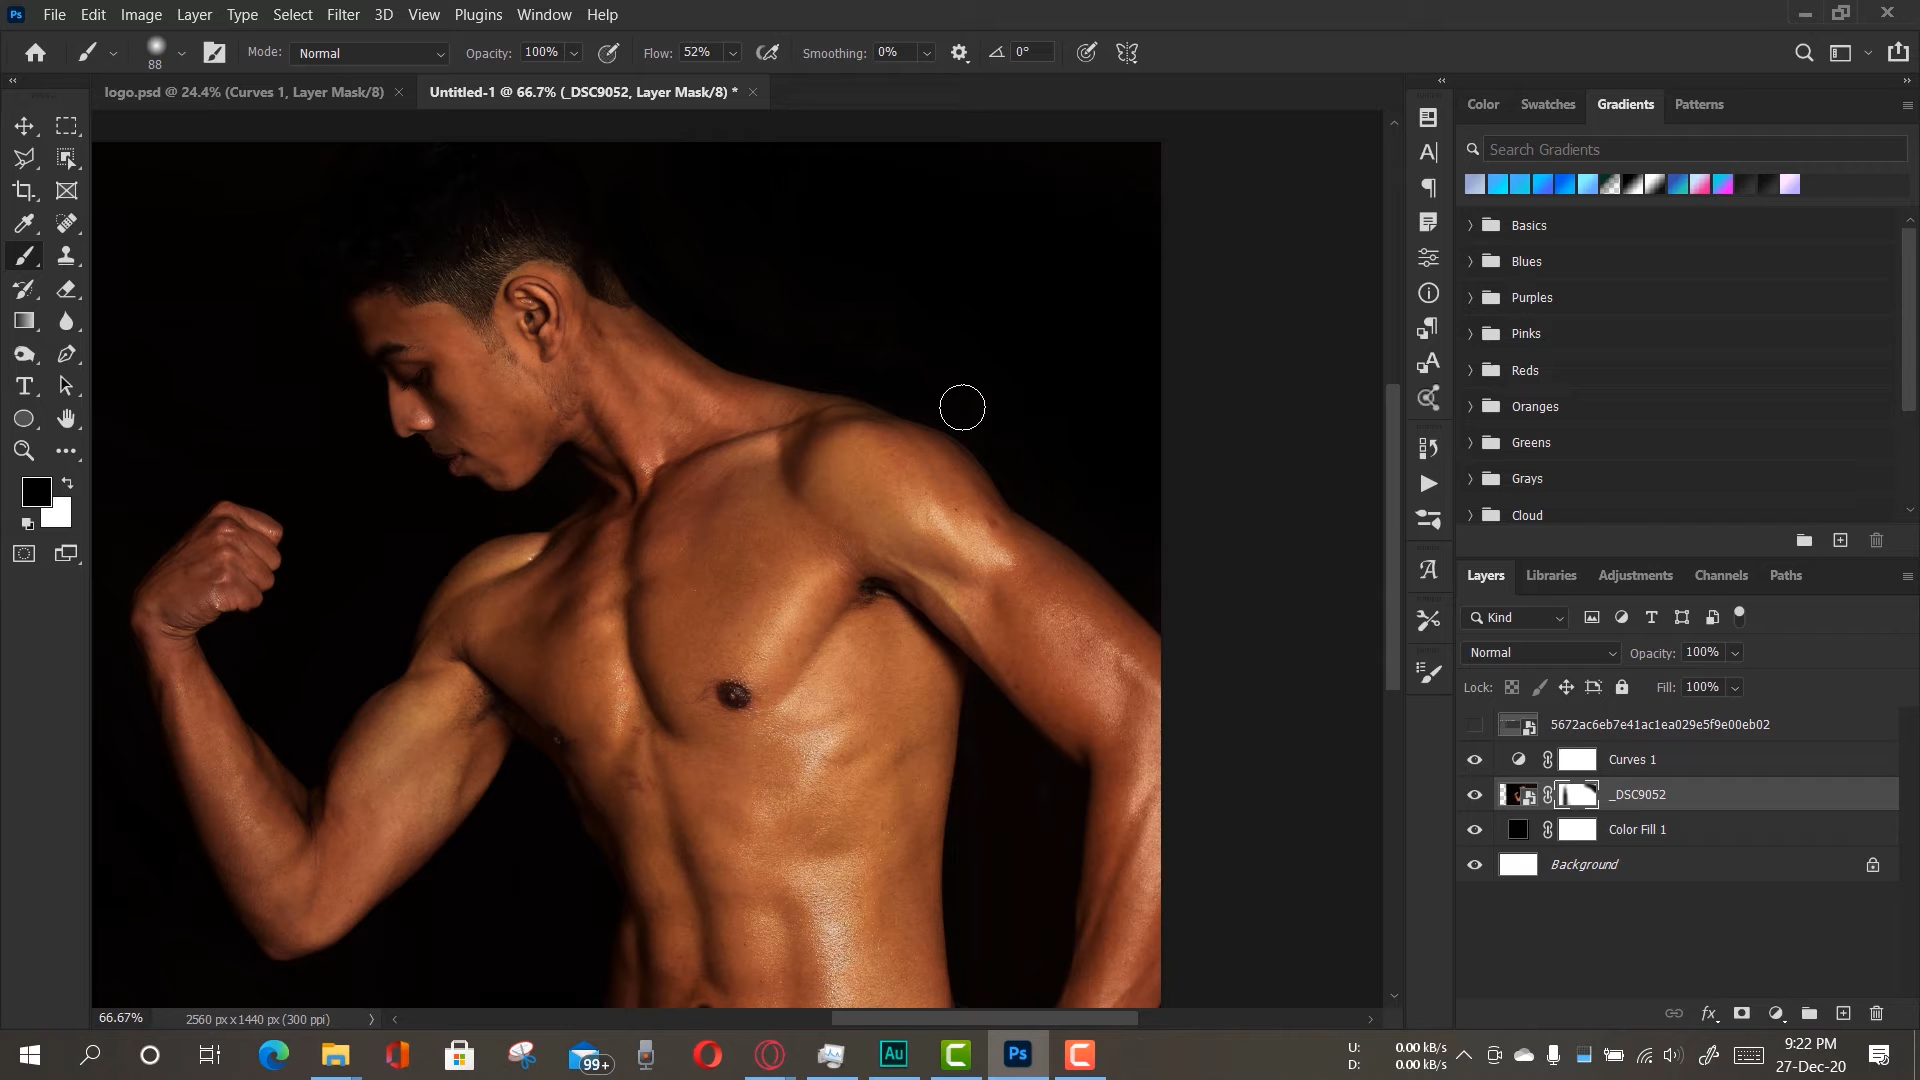 Ps File Edit Image Layer Type Select Filter 3D View Plugins Window Help
88 Mode: Normal Opacity: 100% Flow: 52% Smoothing: 0% 0°
logo.psd @ 24.4% (Curves 1, Layer Mask/8) × Untitled-1 @ 66.7% (_DSC9052, Layer Mask/8) * ×
Color Swatches Gradients Patterns
Search Gradients
Basics
Blues
Purples
Pinks
Reds
Oranges
Greens
Grays
Cloud
Layers Libraries Adjustments Channels Paths
Kind
Normal Opacity: 100%
Lock: Fill: 100%
5672ac6eb7e41ac1ea029e5f9e00eb02
Curves 1
_DSC9052
Color Fill 1
Background
66.67% 2560 px x 1440 px (300 ppi)
99+ Au Ps
U: 0.00 kB/s
D: 0.00 kB/s
9:22 PM
27-Dec-20